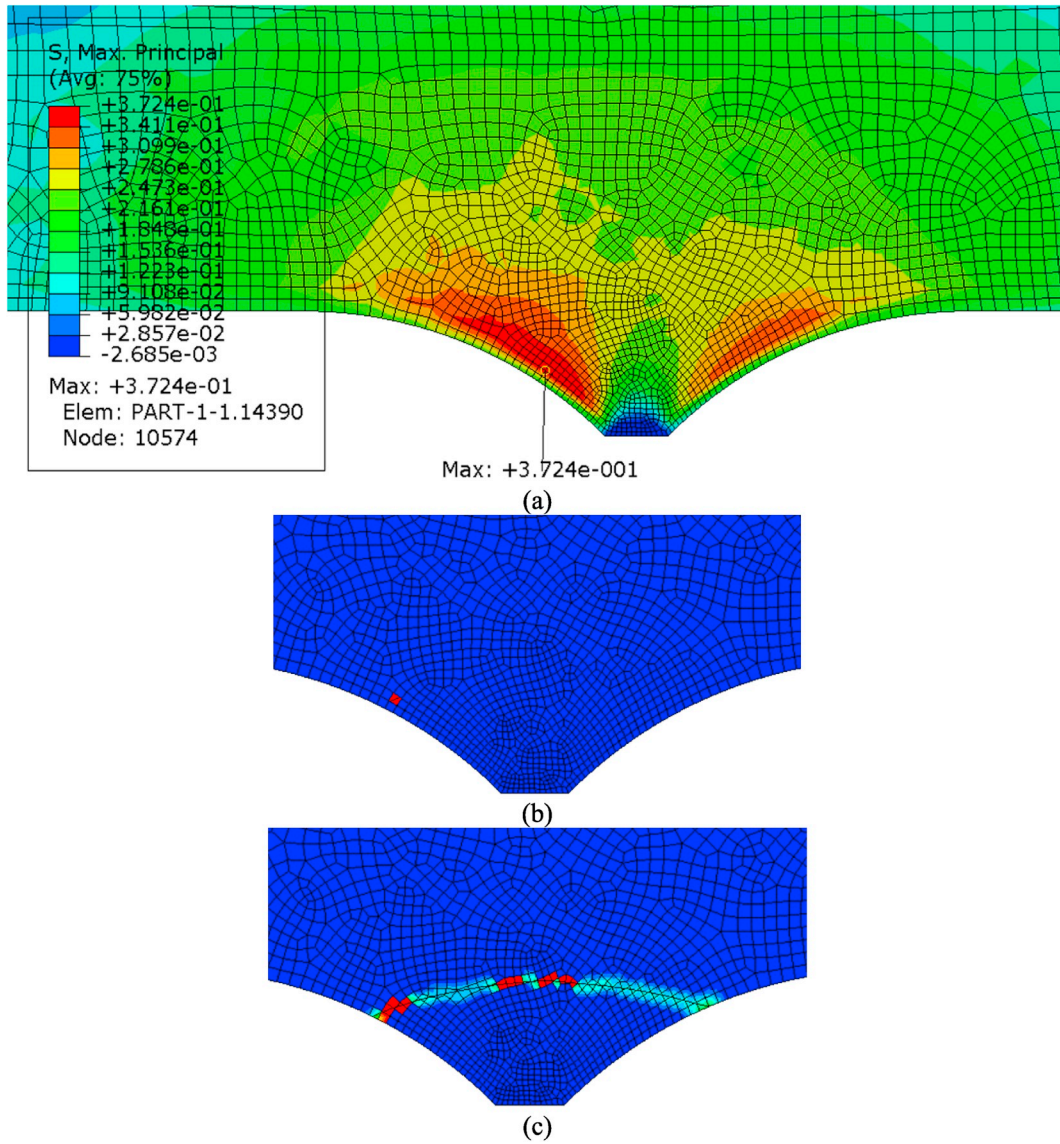 S, Max. Principal
(Avg: 75%)
+3.724e-01
+3.411e-01
+3.099e-01
+2.786e-01
+2.473e-01
+2.161e-01
+1.848e-01
+1.536e-01
+1.223e-01
+9.108e-02
+5.982e-02
+2.857e-02
-2.685e-03
Max: +3.724e-01
Elem: PART-1-1.14390
Node: 10574
Max: +3.724e-001
(a)
(b)
(c)